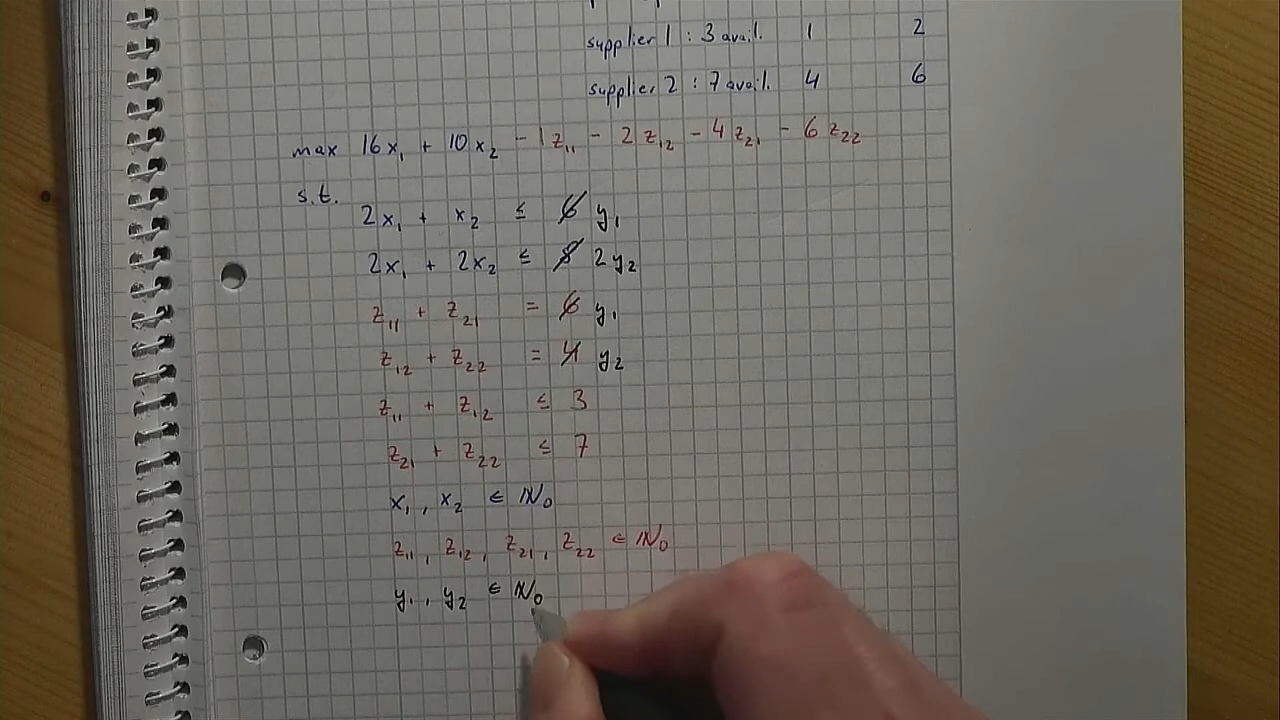 supplier 1 : 3 avail. 1 2
supplier 2 : 7 avail. 4 6
max 16x₁ + 10x₂ - 1z₁₁ - 2z₁₂ - 4z₂₁ - 6z₂₂
s.t.
2x₁ + x₂ ≤ 6 y₁
2x₁ + 2x₂ ≤ 8 2y₂
z₁₁ + z₂₁ = 6 y₁
z₁₂ + z₂₂ = 4 y₂
z₁₁ + z₁₂ ≤ 3
z₂₁ + z₂₂ ≤ 7
x₁, x₂ ∈ ℕ₀
z₁₁, z₁₂, z₂₁, z₂₂ ∈ ℕ₀
y₁, y₂ ∈ ℕ₀